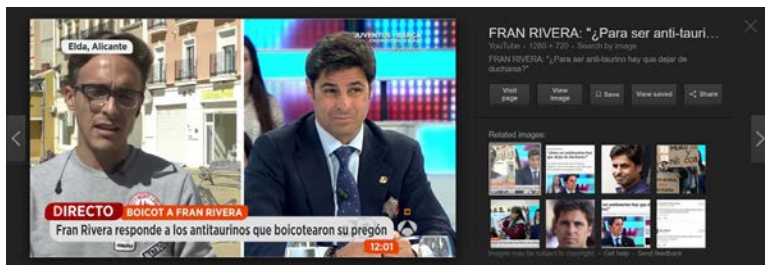 Elda, Alicante
JUVENTUS - BARÇA
DIRECTO
BOICOT A FRAN RIVERA
Fran Rivera responde a los antitaurinos que boicotearon su pregón
12:01
FRAN RIVERA: "¿Para ser anti-tauri...
YouTube - 1280 × 720 - Search by image
FRAN RIVERA: "¿Para ser anti-taurino hay que dejar de
ducharse?"
Visit
page
View
image
Save
View saved
Share
Related images:
Images may be subject to copyright. - Get help - Send feedback